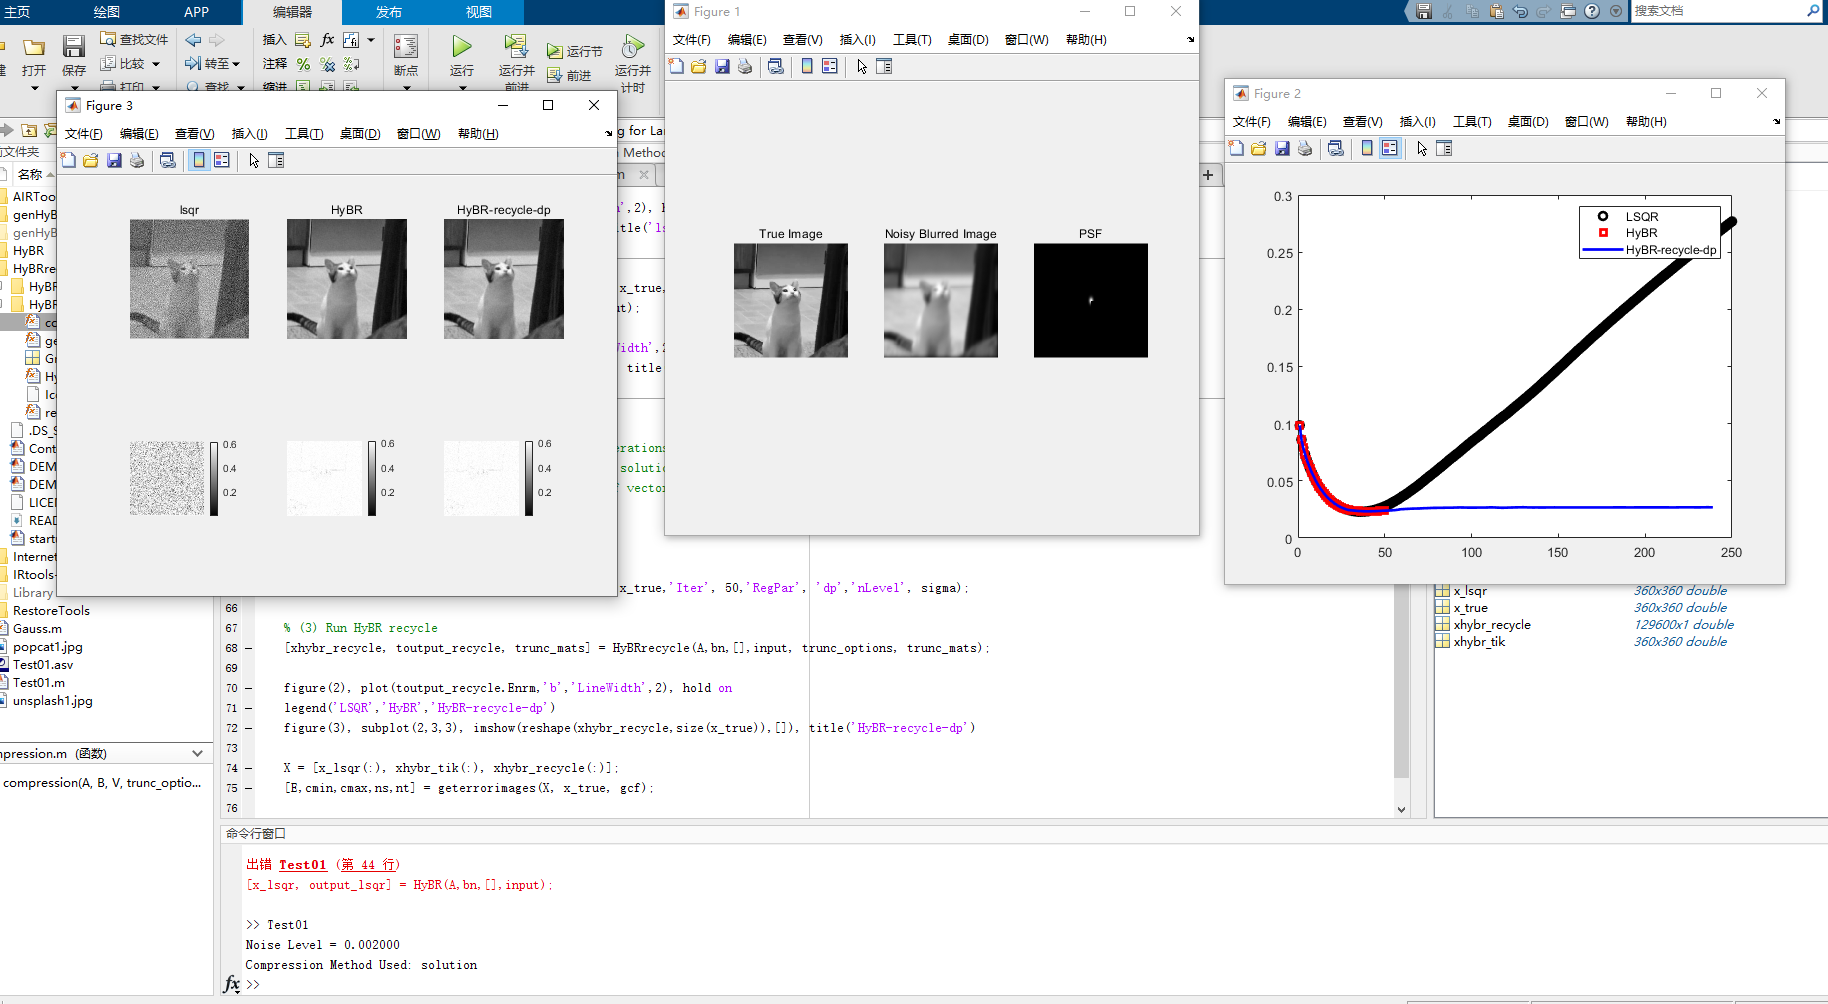 主页 绘图 APP 编辑器 发布 视图
搜索文档
打开 保存 查找文件 比较 打印
转至 查找
插入 注释 缩进
断点 运行 运行并前进 运行节 前进 运行并计时
Figure 3
文件(F) 编辑(E) 查看(V) 插入(I) 工具(T) 桌面(D) 窗口(W) 帮助(H)
lsqr HyBR HyBR-recycle-dp
0.6 0.6 0.6
0.4 0.4 0.4
0.2 0.2 0.2
Figure 1
文件(F) 编辑(E) 查看(V) 插入(I) 工具(T) 桌面(D) 窗口(W) 帮助(H)
True Image Noisy Blurred Image PSF
Figure 2
文件(F) 编辑(E) 查看(V) 插入(I) 工具(T) 桌面(D) 窗口(W) 帮助(H)
0.3
0.25
0.2
0.15
0.1
0.05
0
0 50 100 150 200 250
LSQR
HyBR
HyBR-recycle-dp
文件夹
名称
AIRToo
genHyB
genHyB
HyBR
HyBRre
HyBR
HyBR
co
ge
Gr
Hy
Ico
re
.DS_S
Cont
DEM
DEM
LICE
READ
start
Internet
IRtools-
Library
RestoreTools
Gauss.m
popcat1.jpg
Test01.asv
Test01.m
unsplash1.jpg
mpression.m (函数)
compression(A, B, V, trunc_optio...
g for La
Metho
m
',2), h
title('ls
x_true,
t);
Width',2
title
erations
solution
f vector
x_true,'Iter', 50,'RegPar', 'dp','nLevel', sigma);
66
67 % (3) Run HyBR recycle
68 [xhybr_recycle, toutput_recycle, trunc_mats] = HyBRrecycle(A,bn,[],input, trunc_options, trunc_mats);
69
70 figure(2), plot(toutput_recycle.Enrm,'b','LineWidth',2), hold on
71 legend('LSQR','HyBR','HyBR-recycle-dp')
72 figure(3), subplot(2,3,3), imshow(reshape(xhybr_recycle,size(x_true)),[]), title('HyBR-recycle-dp')
73
74 X = [x_lsqr(:), xhybr_tik(:), xhybr_recycle(:)];
75 [E,cmin,cmax,ns,nt] = geterrorimages(X, x_true, gcf);
76
x_lsqr 360x360 double
x_true 360x360 double
xhybr_recycle 129600x1 double
xhybr_tik 360x360 double
命令行窗口
出错 Test01 (第 44 行)
[x_lsqr, output_lsqr] = HyBR(A,bn,[],input);
>> Test01
Noise Level = 0.002000
Compression Method Used: solution
fx >>